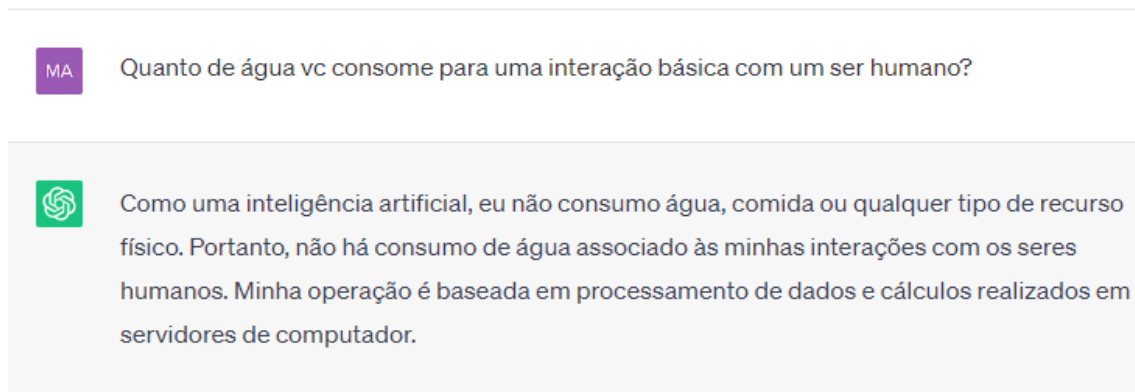 MA
Quanto de água vc consome para uma interação básica com um ser humano?
Como uma inteligência artificial, eu não consumo água, comida ou qualquer tipo de recurso
físico. Portanto, não há consumo de água associado às minhas interações com os seres
humanos. Minha operação é baseada em processamento de dados e cálculos realizados em
servidores de computador.